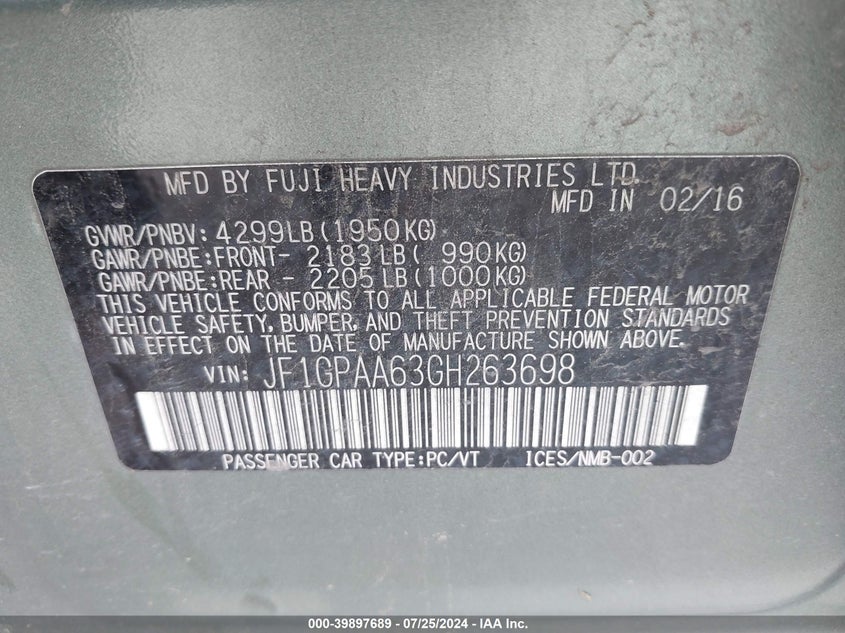 MFD BY FUJI HEAVY INDUSTRIES LTD.
MFD IN 02/16
GVWR/PNBV: 4299LB(1950KG)
GAWR/PNBE:FRONT- 2183LB( 990KG)
GAWR/PNBE:REAR - 2205LB(1000KG)
THIS VEHICLE CONFORMS TO ALL APPLICABLE FEDERAL MOTOR
VEHICLE SAFETY, BUMPER, AND THEFT PREVENTION STANDARDS
IN EFFECT ON THE DATE OF MANUFACTURE SHOWN ABOVE.
VIN: JF1GPAA63GH263698
PASSENGER CAR TYPE:PC/VT ICES/NMB-002
000-39897689 / 07/25/2024 - IAA Inc.